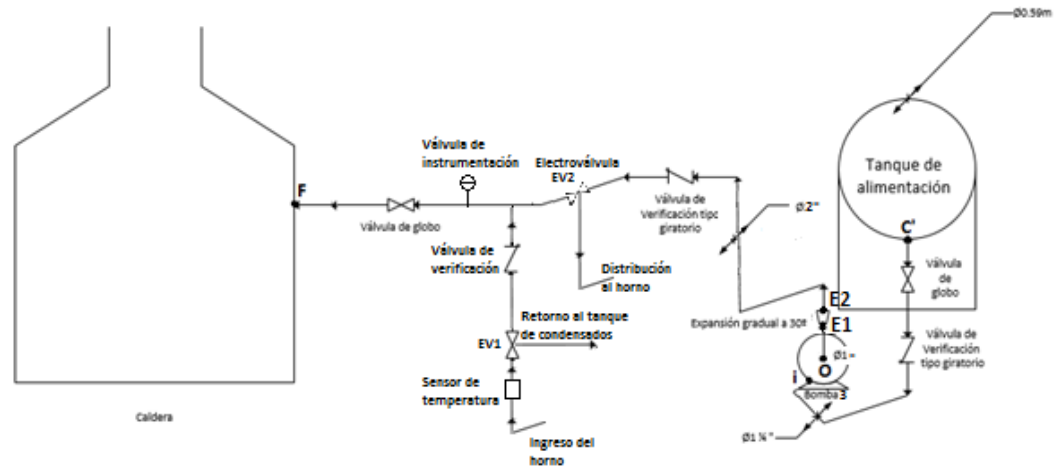 Ø0.59m
Válvula de
instrumentación
Electroválvula
EV2
Tanque de
alimentación
F
Válvula de globo
Válvula de
Verificación tipo
giratorio
Ø.2"
C'
Válvula
de
globo
Válvula de
verificación
Distribución
al horno
E2
Expansión gradual a 30º
E1
Retorno al tanque
de condensados
EV1
Válvula de
Verificación
tipo giratorio
Ø1
O
i
Bomba 3
Sensor de
temperatura
Caldera
Ø1 ¼ "
Ingreso del
horno